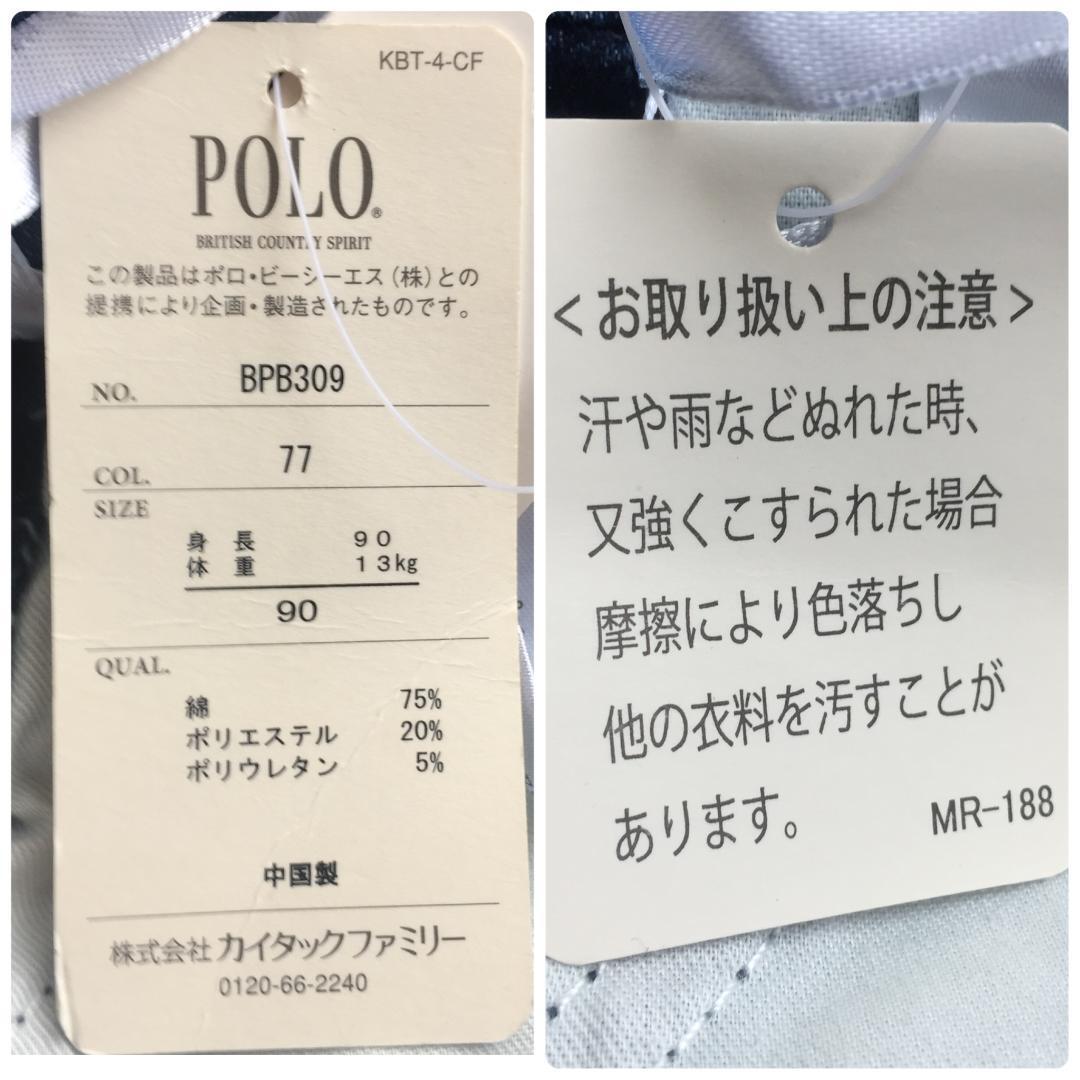 KBT-4-CF
POLO®
BRITISH COUNTRY SPIRIT
この製品はポロ・ビーシーエス(株)との
提携により企画・製造されたものです。
NO. BPB309
COL. 77
SIZE
身長 90
体重 13kg
90
QUAL.
綿 75%
ポリエステル 20%
ポリウレタン 5%
中国製
株式会社 カイタックファミリー
0120-66-2240
<お取り扱い上の注意>
汗や雨などぬれた時、
又強くこすられた場合
摩擦により色落ちし
他の衣料を汚すことが
あります。
MR-188